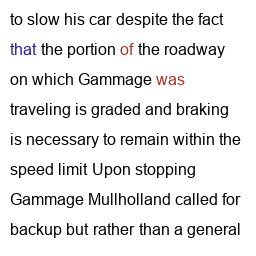 to slow his car despite the fact
that the portion of the roadway
on which Gammage was
traveling is graded and braking
is necessary to remain within the
speed limit Upon stopping
Gammage Mullholland called for
backup but rather than a general